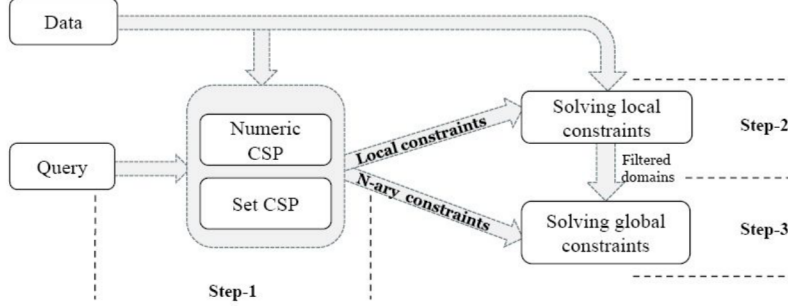 Data
Numeric
CSP
Local constraints
Solving local
constraints
Step-2
Query
Filtered
domains
Set CSP
N-ary constraints
Solving global
constraints
Step-3
Step-1